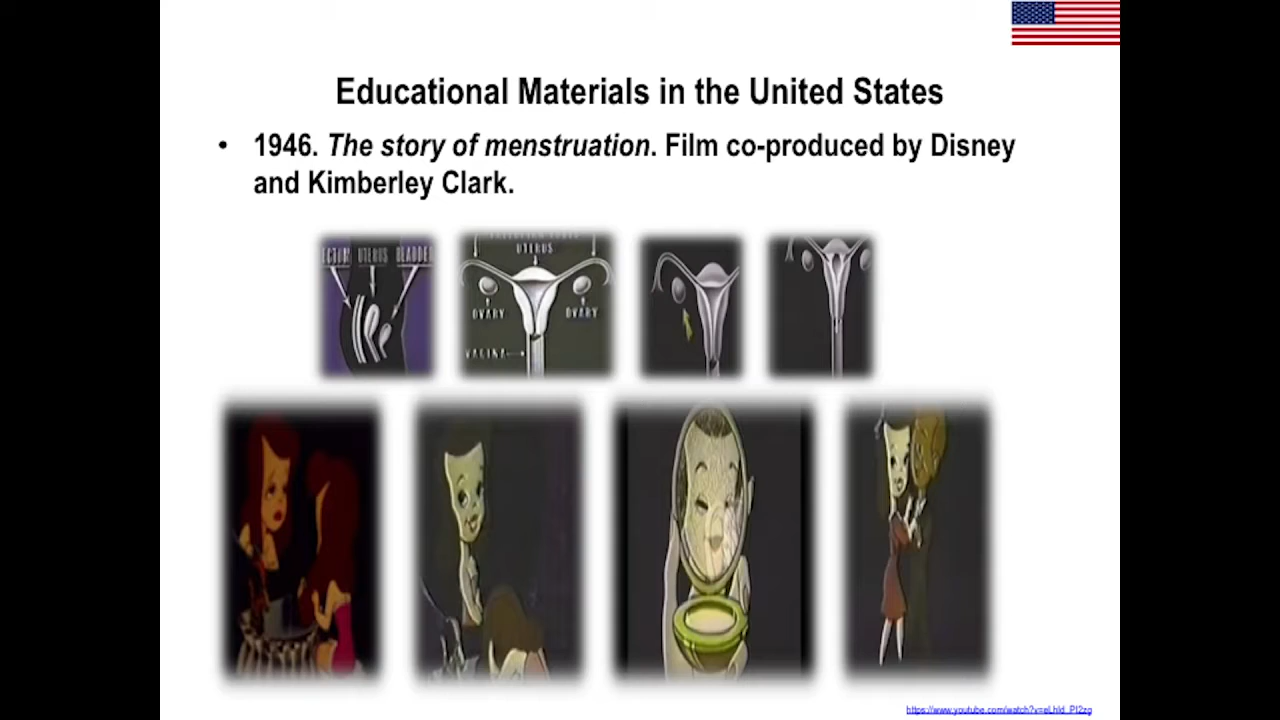 Educational Materials in the United States
• 1946. The story of menstruation. Film co-produced by Disney
and Kimberley Clark.
UTERUS
UTERUS
OVARY OVARY
VAGINA